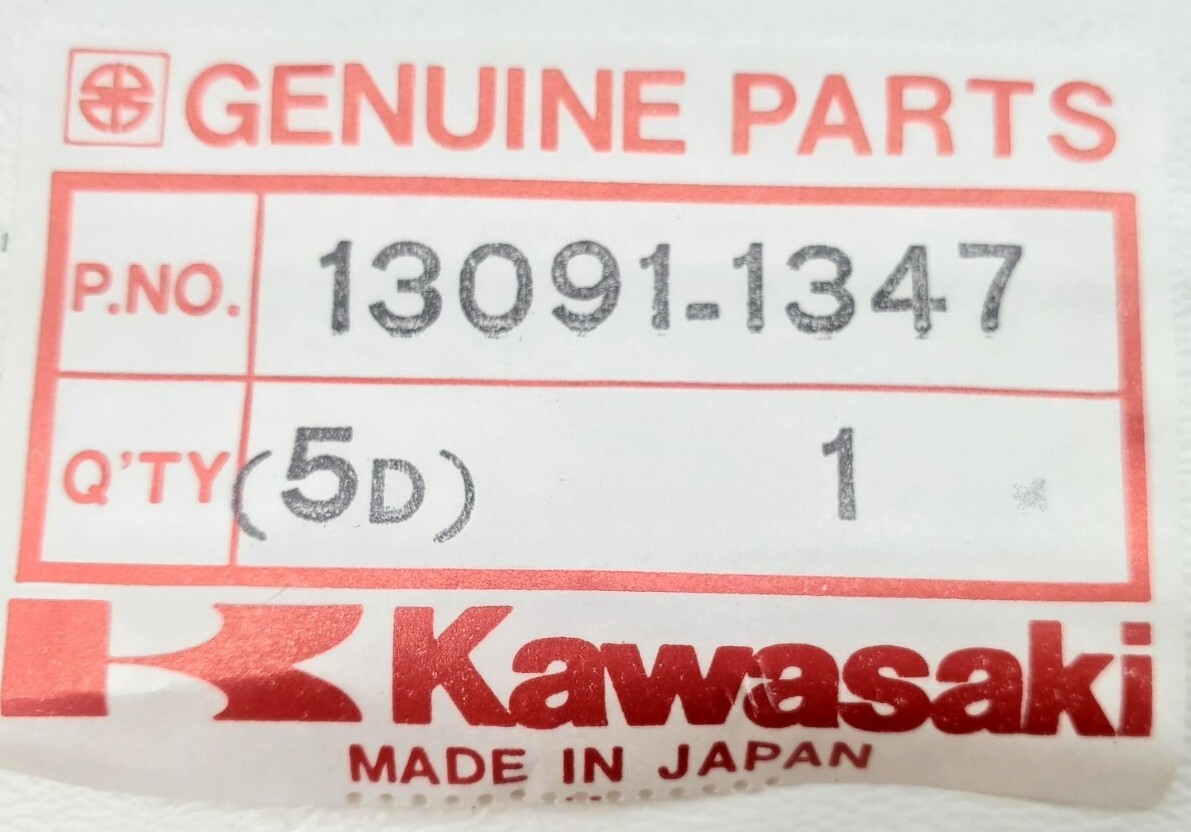 GENUINE PARTS
P.NO. 13091-1347
Q'TY (5D) 1
Kawasaki
MADE IN JAPAN